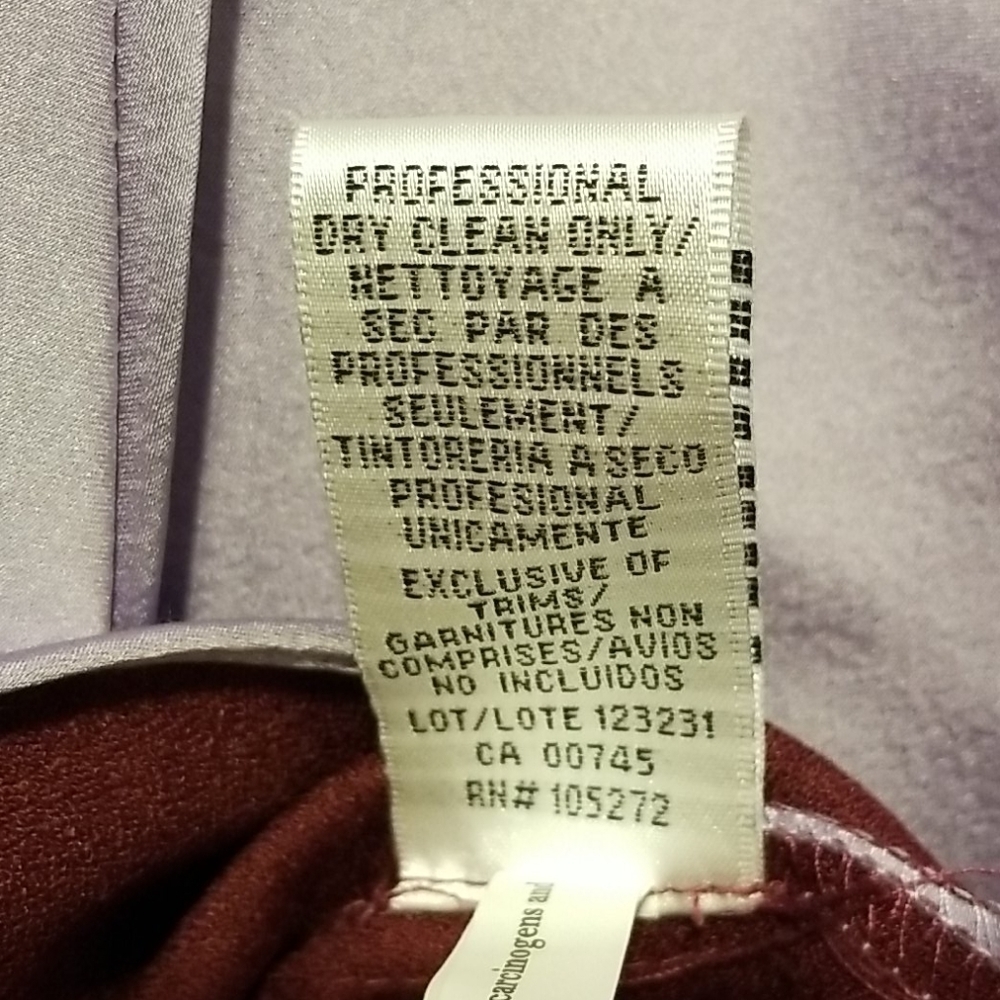 PROFESSIONAL
DRY CLEAN ONLY/
NETTOYAGE A
SEC PAR DES
PROFESSIONNELS
SEULEMENT/
TINTORERIA A SECO
PROFESIONAL
UNICAMENTE
EXCLUSIVE OF
TRIMS/
GARNITURES NON
COMPRISES/AVIOS
NO INCLUIDOS
LOT/LOTE 123231
CA 00745
RN# 105272
carcinogens and